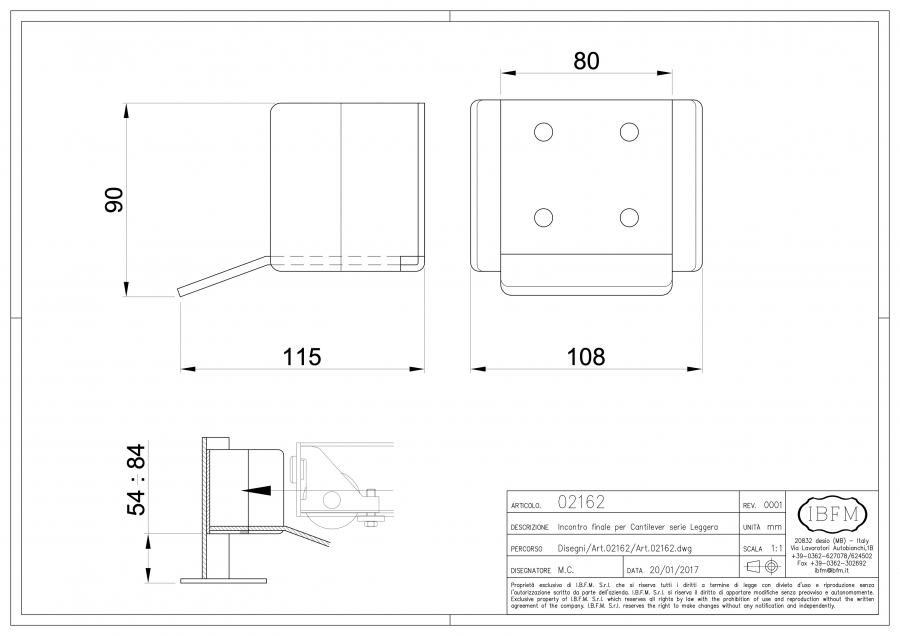 80
90
115
108
54 : 84
ARTICOLO. 02162
REV. 0001
DESCRIZIONE Incontro finale per Cantilever serie Leggera
UNITÀ mm
PERCORSO Disegni/Art.02162/Art.02162.dwg
SCALA 1:1
DISEGNATORE M.C.
DATA 20/01/2017
IBFM
20832 desio (MB) - Italy
Via Lavoratori Autobianchi,1B
+39-0362-627078/624502
Fax +39-0362-302692
ibfm@ibfm.it
Proprietà esclusiva di I.B.F.M. S.r.l. che si riserva tutti i diritti a termine di legge con divieto d'uso e riproduzione senza
l'autorizzazione scritta da parte dell'azienda. I.B.F.M. S.r.l. si riserva il diritto di apportare modifiche senza preavviso e autonomamente.
Exclusive property of I.B.F.M. S.r.l. which reserves all rights by law with the prohibition of use and reproduction without the written
agreement of the company. I.B.F.M. S.r.l. reserves the right to make changes without any notification and independently.